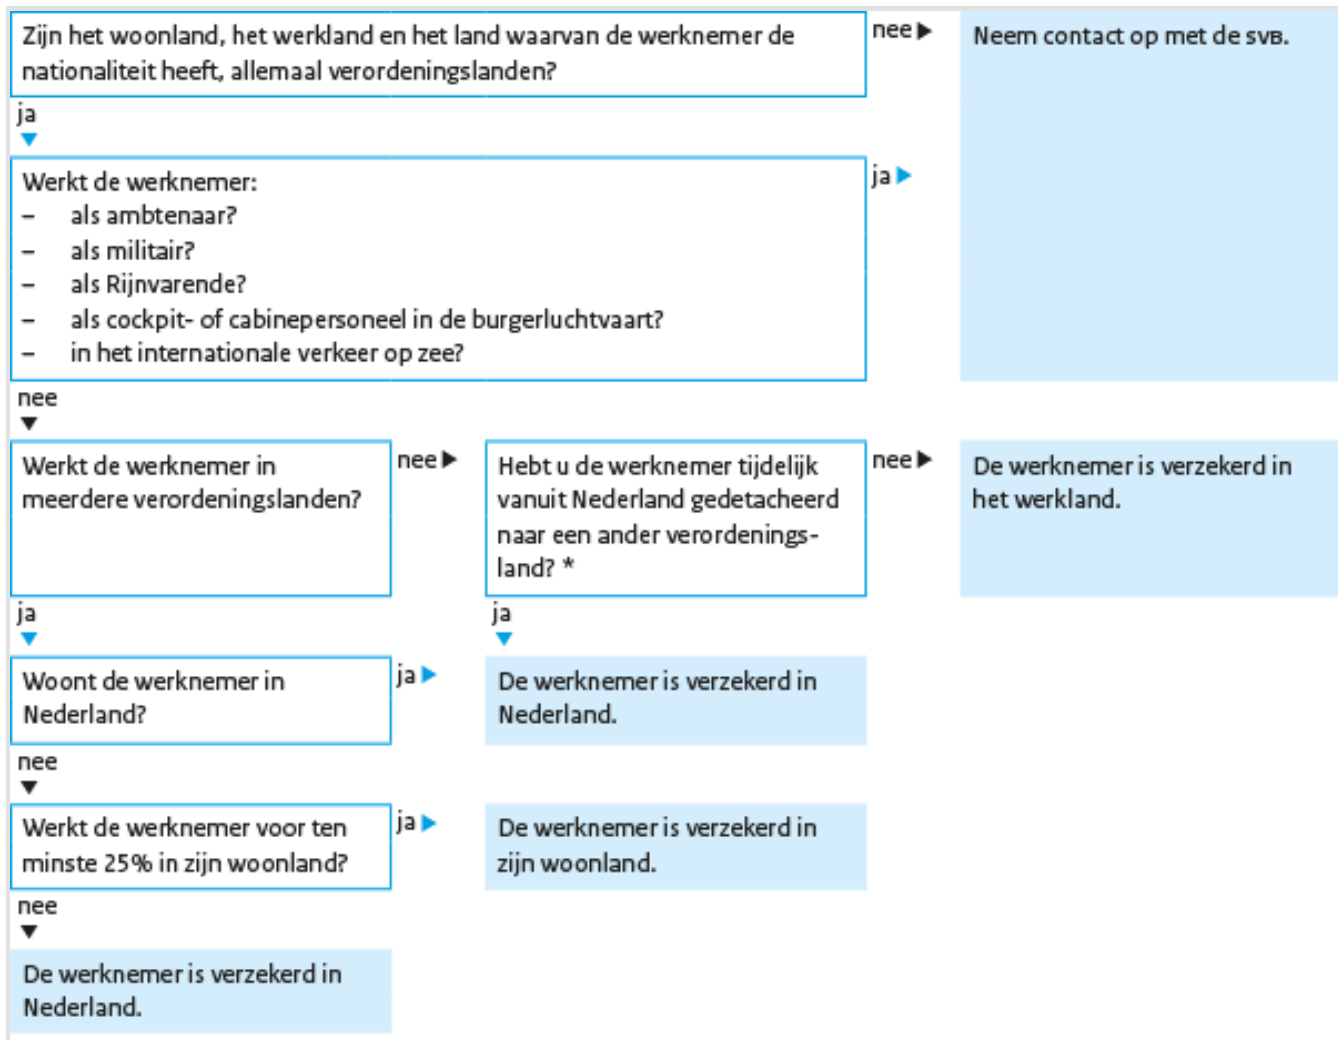 Zijn het woonland, het werkland en het land waarvan de werknemer de
nationaliteit heeft, allemaal verordeningslanden?
nee
Neem contact op met de SVB.
ja
Werkt de werknemer:
– als ambtenaar?
– als militair?
– als Rijnvarende?
– als cockpit- of cabinepersoneel in de burgerluchtvaart?
– in het internationale verkeer op zee?
ja
nee
Werkt de werknemer in
meerdere verordeningslanden?
nee
Hebt u de werknemer tijdelijk
vanuit Nederland gedetacheerd
naar een ander verordenings-
land? *
nee
De werknemer is verzekerd in
het werkland.
ja
ja
Woont de werknemer in
Nederland?
ja
De werknemer is verzekerd in
Nederland.
nee
Werkt de werknemer voor ten
minste 25% in zijn woonland?
ja
De werknemer is verzekerd in
zijn woonland.
nee
De werknemer is verzekerd in
Nederland.